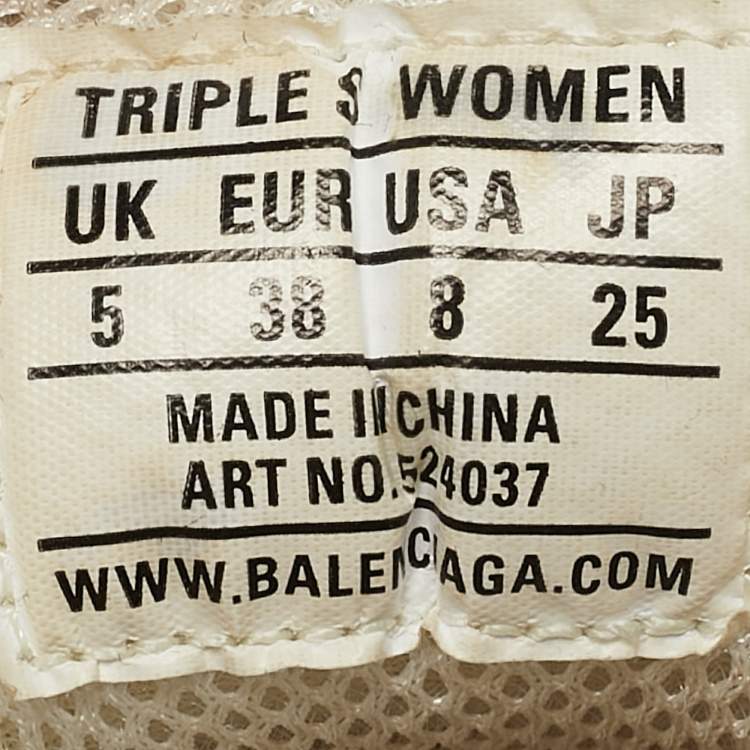 TRIPLE S WOMEN
UK EUR USA JP
5 38 8 25
MADE IN CHINA
ART NO.524037
WWW.BALENCIAGA.COM